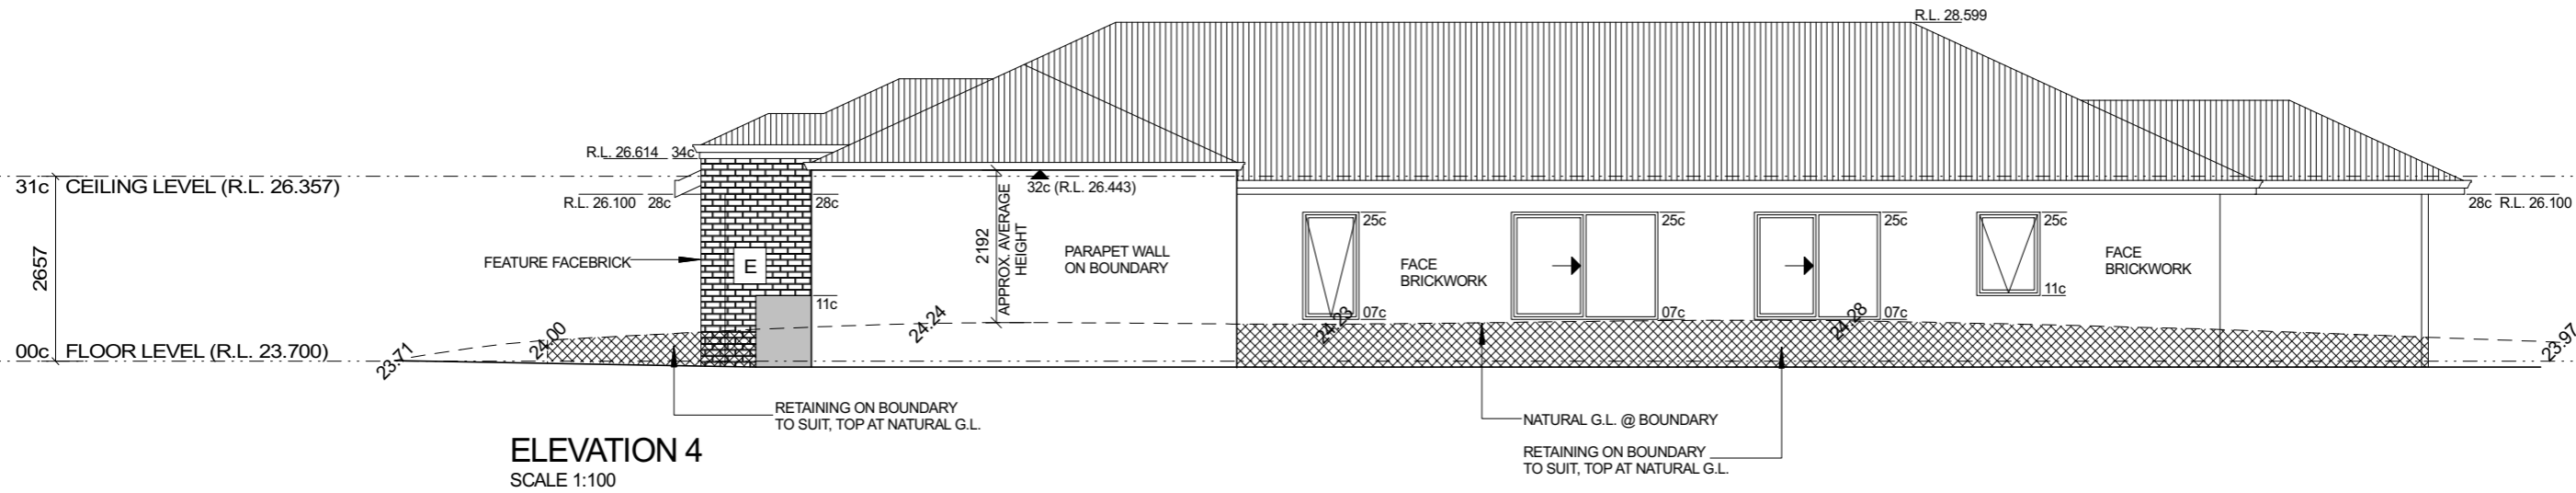 R.L. 28.599
R.L. 26.614 34c
31c CEILING LEVEL (R.L. 26.357)
32c (R.L. 26.443)
R.L. 26.100 28c
28c
28c R.L. 26.100
25c
25c
25c
25c
2657
FEATURE FACEBRICK
E
2192
APPROX. AVERAGE
HEIGHT
PARAPET WALL
ON BOUNDARY
FACE
BRICKWORK
FACE
BRICKWORK
11c
11c
07c
07c
07c
00c FLOOR LEVEL (R.L. 23.700)
23.71
24.00
24.24
24.23
24.28
23.97
RETAINING ON BOUNDARY
TO SUIT, TOP AT NATURAL G.L.
NATURAL G.L. @ BOUNDARY
RETAINING ON BOUNDARY
TO SUIT, TOP AT NATURAL G.L.
ELEVATION 4
SCALE 1:100